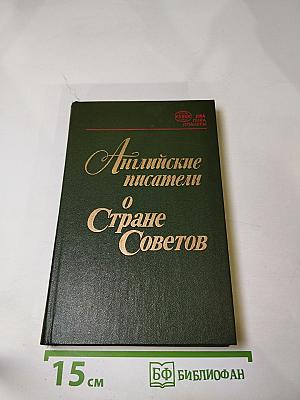 Английские
писатели
о
Стране
Советов
15 см
БФ БИБЛИОФАН